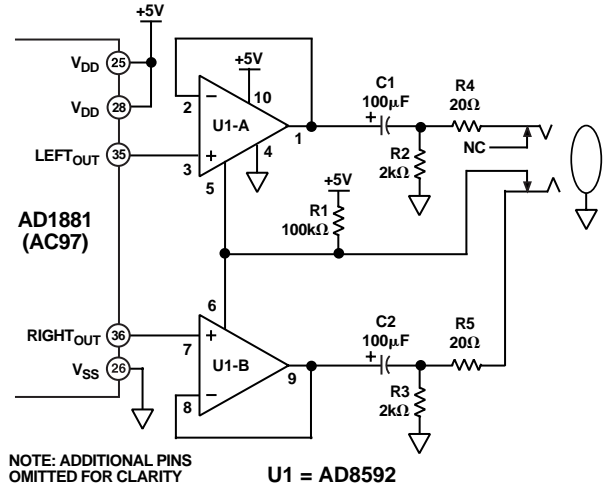 +5V
VDD 25
VDD 28
LEFTOUT 35
AD1881
(AC97)
RIGHTOUT 36
VSS 26
+5V
10
2
−
U1-A
1
+
3
4
5
C1
100µF
+
R4
20Ω
R2
2kΩ
NC
+5V
R1
100kΩ
6
+
7
U1-B
9
−
8
C2
100µF
+
R5
20Ω
R3
2kΩ
NOTE: ADDITIONAL PINS
OMITTED FOR CLARITY
U1 = AD8592